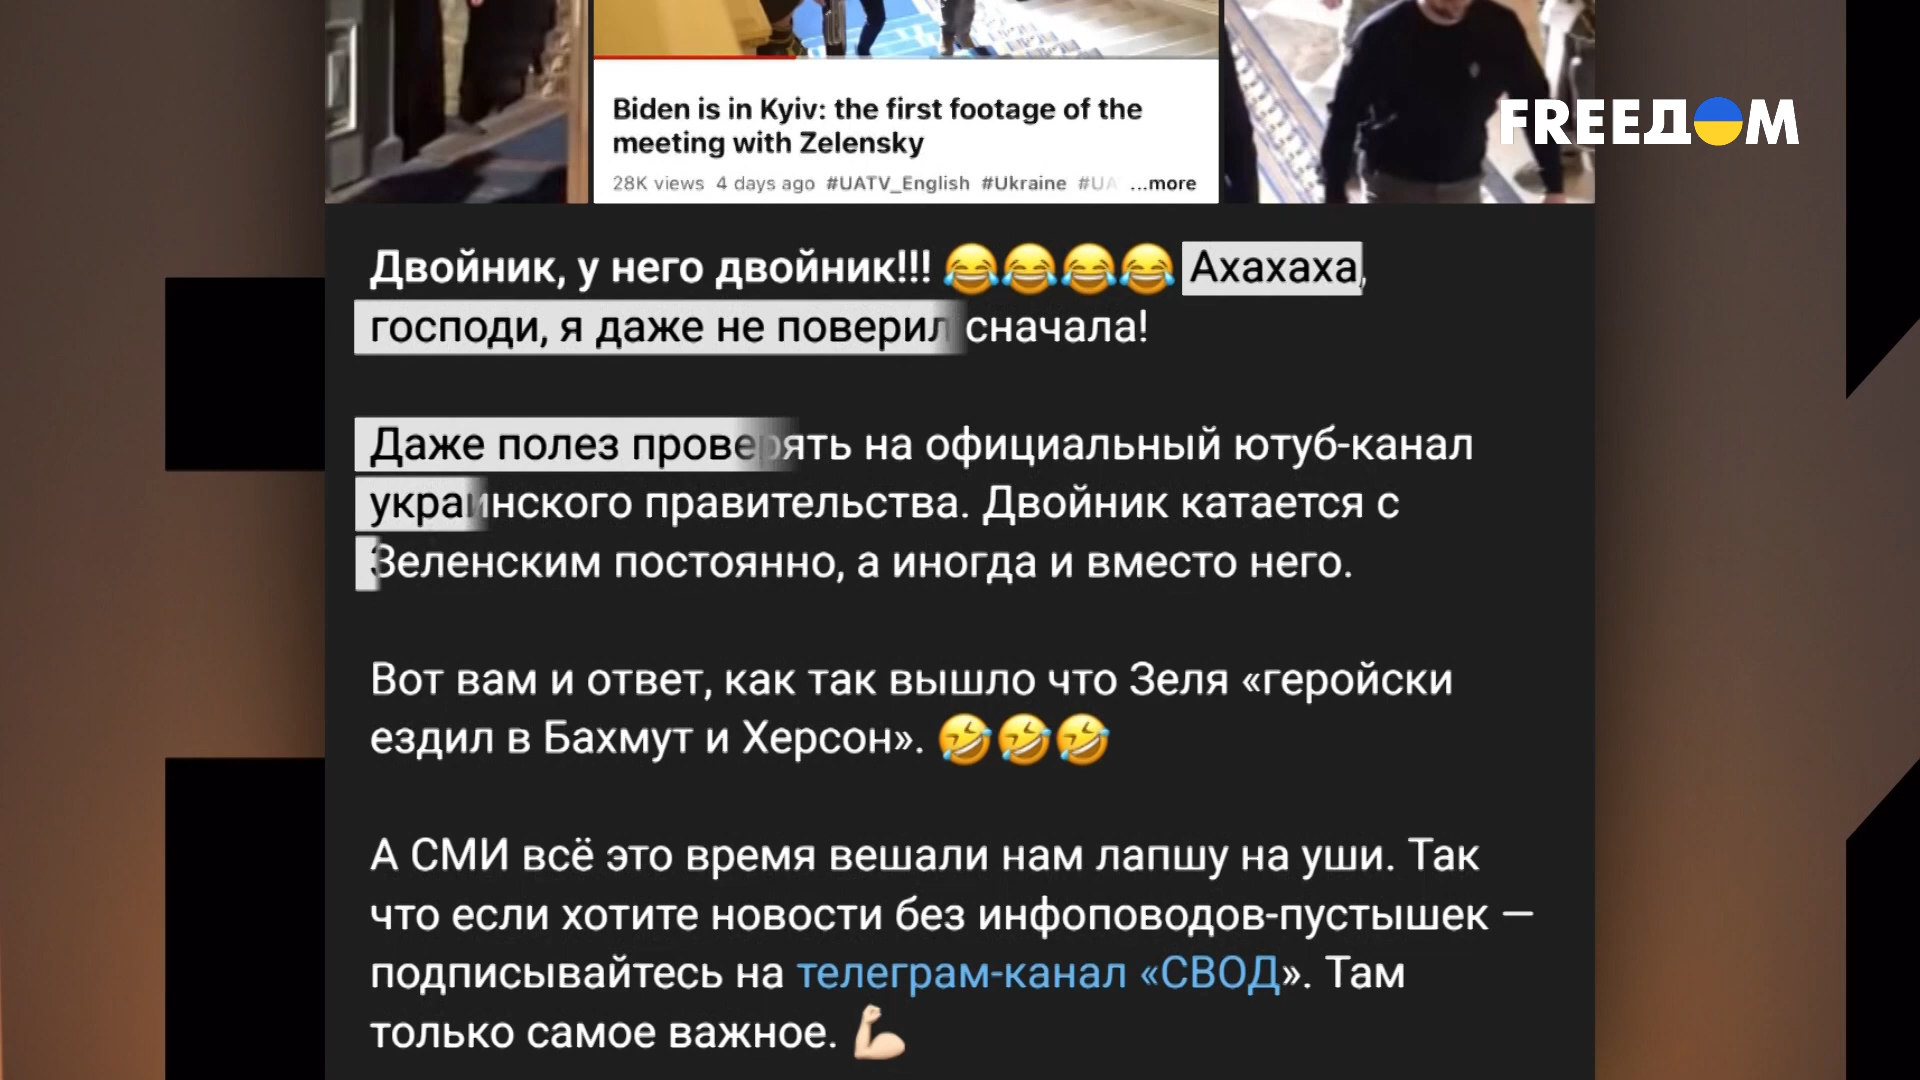 Biden is in Kyiv: the first footage of the
meeting with Zelensky
28K views 4 days ago #UATV_English #Ukraine #UA ...more
FREEДOM
Двойник, у него двойник!!! 😂😂😂😂 Ахахаха,
господи, я даже не поверил сначала!
Даже полез проверять на официальный ютуб-канал
украинского правительства. Двойник катается с
Зеленским постоянно, а иногда и вместо него.
Вот вам и ответ, как так вышло что Зеля «геройски
ездил в Бахмут и Херсон». 🤣🤣🤣
А СМИ всё это время вешали нам лапшу на уши. Так
что если хотите новости без инфоповодов-пустышек —
подписывайтесь на телеграм-канал «СВОД». Там
только самое важное. 💪🏻